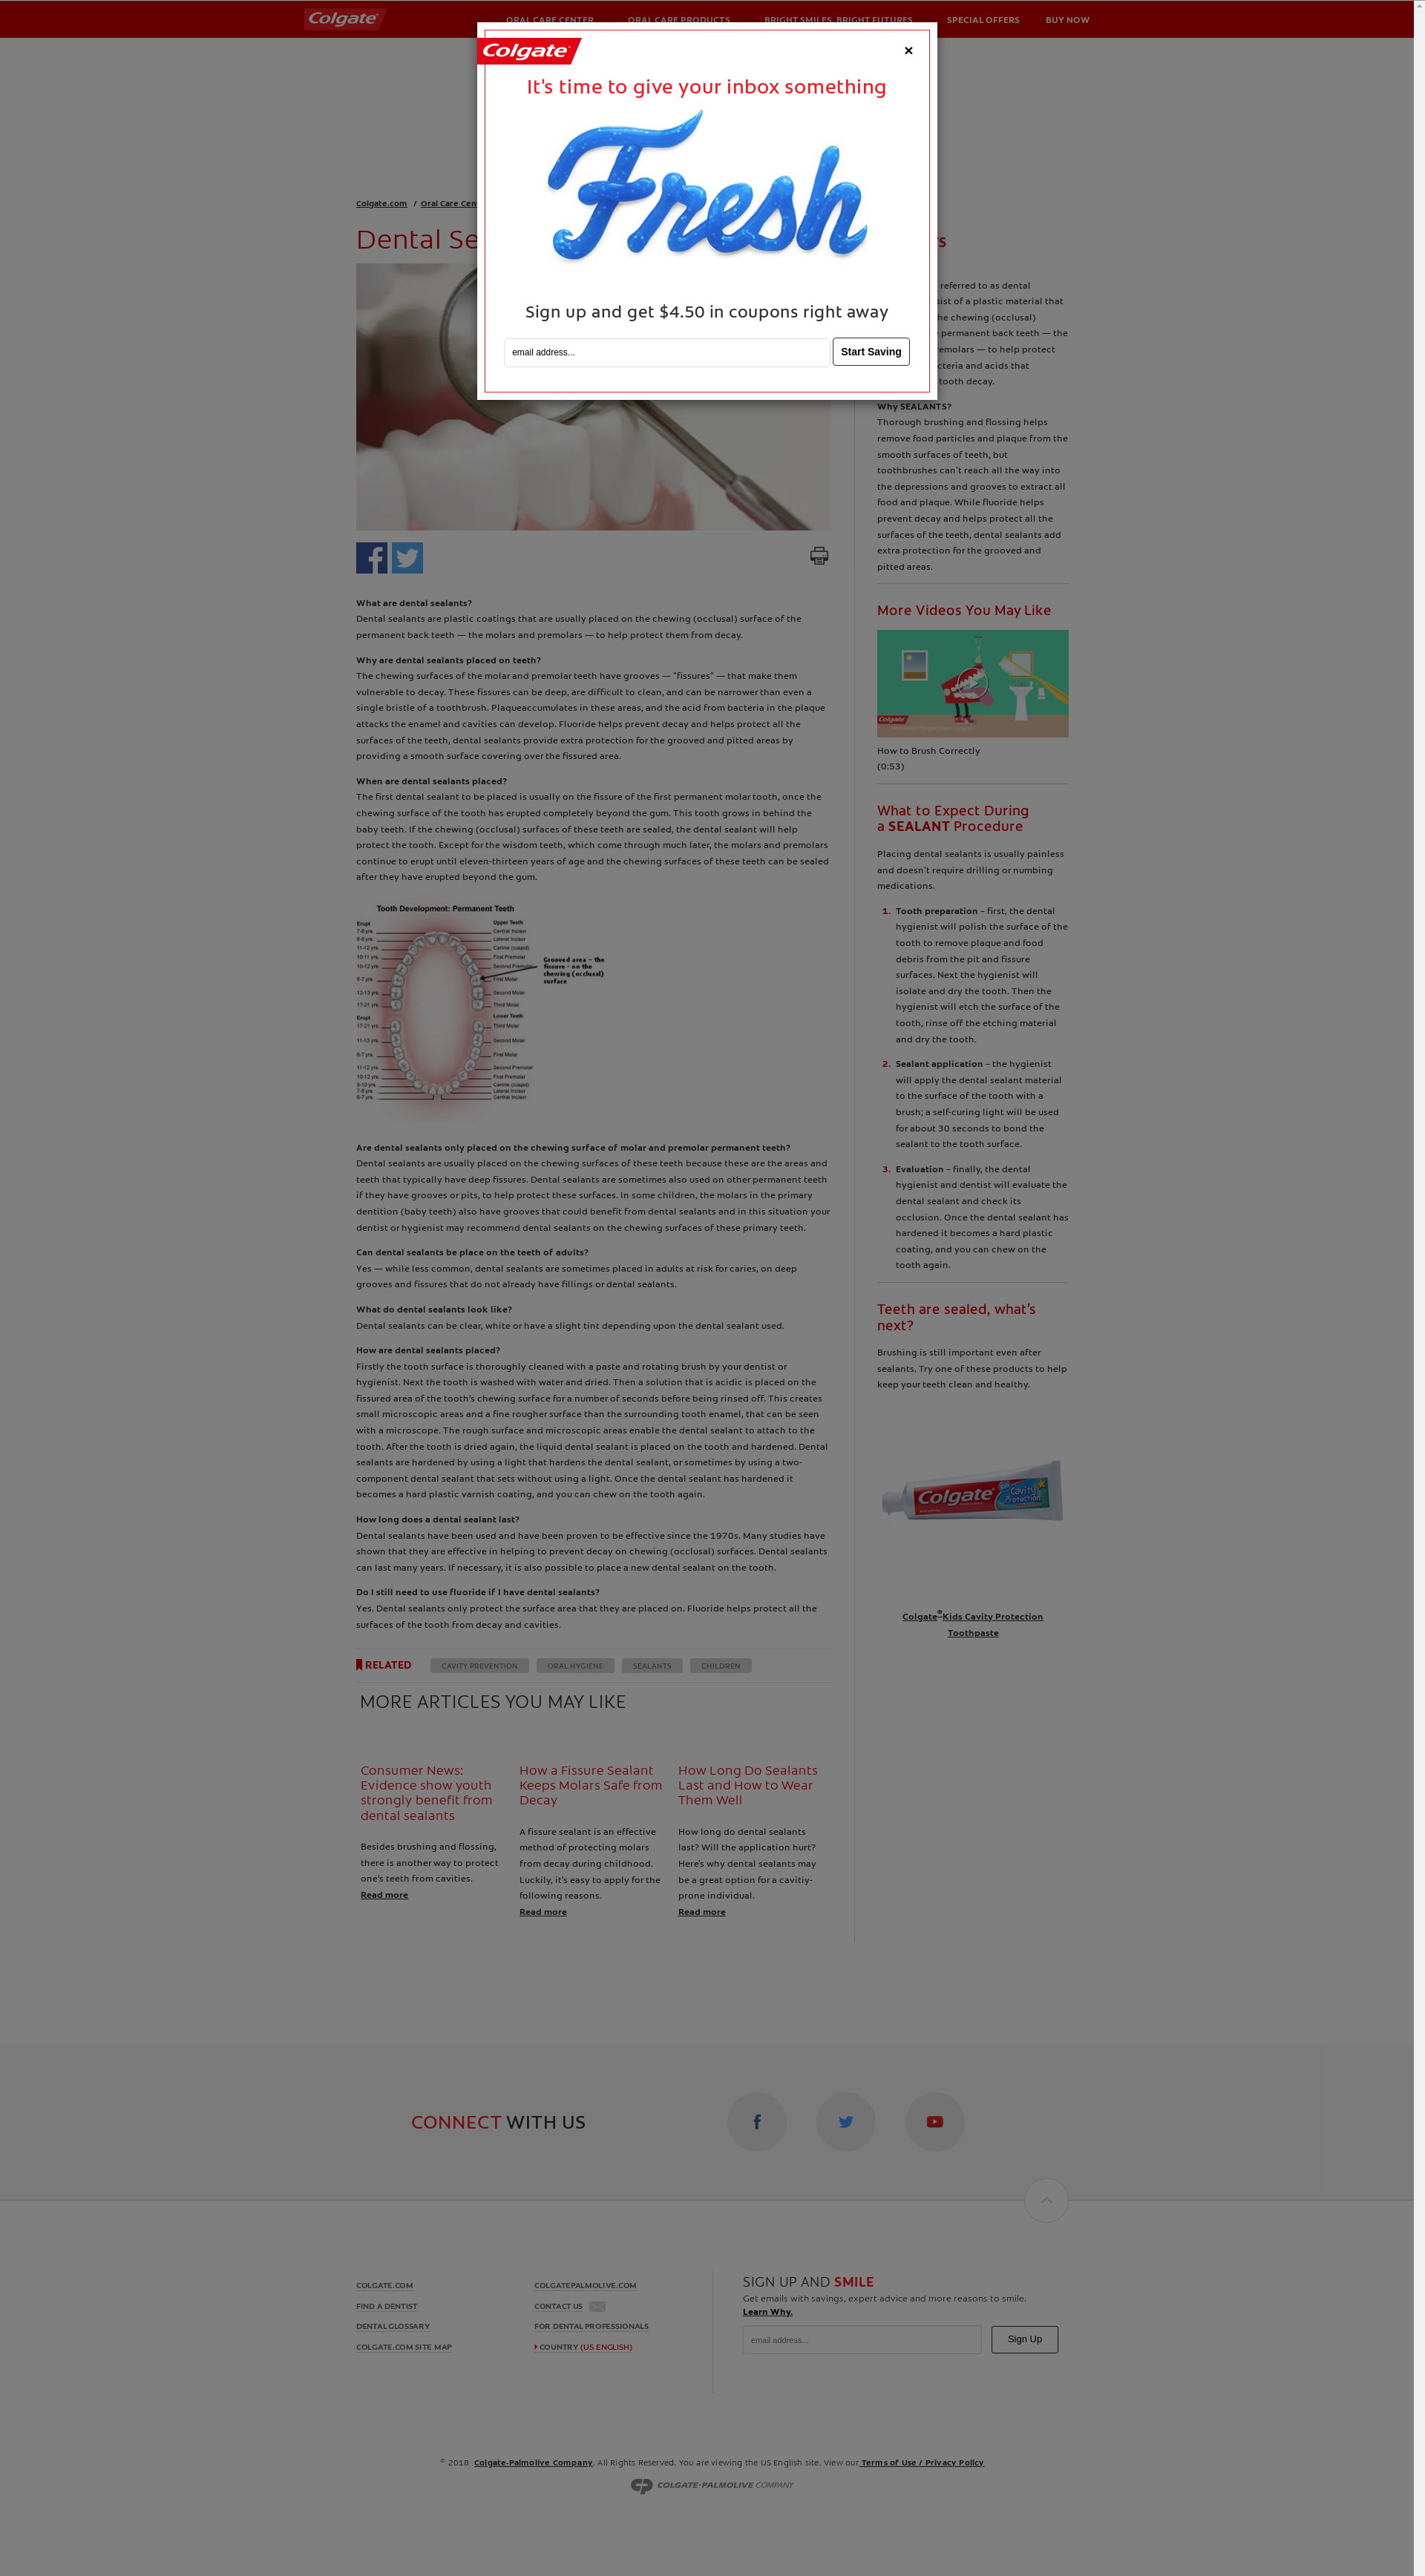 Colgate
ORAL CARE CENTER
ORAL CARE PRODUCTS
BRIGHT SMILES, BRIGHT FUTURES
SPECIAL OFFERS
BUY NOW
Colgate
×
It's time to give your inbox something
Fresh
Sign up and get $4.50 in coupons right away
email address...
Start Saving
Colgate.com / Oral Care Cen
Dental Se
What are dental sealants?
Dental sealants are plastic coatings that are usually placed on the chewing (occlusal) surface of the
permanent back teeth — the molars and premolars — to help protect them from decay.
Why are dental sealants placed on teeth?
The chewing surfaces of the molar and premolar teeth have grooves — "fissures" — that make them
vulnerable to decay. These fissures can be deep, are difficult to clean, and can be narrower than even a
single bristle of a toothbrush. Plaqueaccumulates in these areas, and the acid from bacteria in the plaque
attacks the enamel and cavities can develop. Fluoride helps prevent decay and helps protect all the
surfaces of the teeth, dental sealants provide extra protection for the grooved and pitted areas by
providing a smooth surface covering over the fissured area.
When are dental sealants placed?
The first dental sealant to be placed is usually on the fissure of the first permanent molar tooth, once the
chewing surface of the tooth has erupted completely beyond the gum. This tooth grows in behind the
baby teeth. If the chewing (occlusal) surfaces of these teeth are sealed, the dental sealant will help
protect the tooth. Except for the wisdom teeth, which come through much later, the molars and premolars
continue to erupt until eleven-thirteen years of age and the chewing surfaces of these teeth can be sealed
after they have erupted beyond the gum.
Tooth Development: Permanent Teeth
Erupt
Upper Teeth
7-8 yrs. Central Incisor
8-9 yrs. Lateral Incisor
11-12 yrs. Canine (cuspid)
10-11 yrs. First Premolar
10-12 yrs. Second Premolar
6-7 yrs. First Molar
12-13 yrs. Second Molar
17-21 yrs. Third Molar
Grooved area – the
fissure - on the
chewing (occlusal)
surface
Erupt
Lower Teeth
17-21 yrs. Third Molar
11-13 yrs. Second Molar
6-7 yrs. First Molar
11-12 yrs. Second Premolar
10-12 yrs. First Premolar
9-10 yrs. Canine (cuspid)
7-8 yrs. Lateral Incisor
6-7 yrs. Central Incisor
Are dental sealants only placed on the chewing surface of molar and premolar permanent teeth?
Dental sealants are usually placed on the chewing surfaces of these teeth because these are the areas and
teeth that typically have deep fissures. Dental sealants are sometimes also used on other permanent teeth
if they have grooves or pits, to help protect these surfaces. In some children, the molars in the primary
dentition (baby teeth) also have grooves that could benefit from dental sealants and in this situation your
dentist or hygienist may recommend dental sealants on the chewing surfaces of these primary teeth.
Can dental sealants be place on the teeth of adults?
Yes — while less common, dental sealants are sometimes placed in adults at risk for caries, on deep
grooves and fissures that do not already have fillings or dental sealants.
What do dental sealants look like?
Dental sealants can be clear, white or have a slight tint depending upon the dental sealant used.
How are dental sealants placed?
Firstly the tooth surface is thoroughly cleaned with a paste and rotating brush by your dentist or
hygienist. Next the tooth is washed with water and dried. Then a solution that is acidic is placed on the
fissured area of the tooth's chewing surface for a number of seconds before being rinsed off. This creates
small microscopic areas and a fine rougher surface than the surrounding tooth enamel, that can be seen
with a microscope. The rough surface and microscopic areas enable the dental sealant to attach to the
tooth. After the tooth is dried again, the liquid dental sealant is placed on the tooth and hardened. Dental
sealants are hardened by using a light that hardens the dental sealant, or sometimes by using a two-
component dental sealant that sets without using a light. Once the dental sealant has hardened it
becomes a hard plastic varnish coating, and you can chew on the tooth again.
How long does a dental sealant last?
Dental sealants have been used and have been proven to be effective since the 1970s. Many studies have
shown that they are effective in helping to prevent decay on chewing (occlusal) surfaces. Dental sealants
can last many years. If necessary, it is also possible to place a new dental sealant on the tooth.
Do I still need to use fluoride if I have dental sealants?
Yes. Dental sealants only protect the surface area that they are placed on. Fluoride helps protect all the
surfaces of the tooth from decay and cavities.
RELATED
CAVITY PREVENTION
ORAL HYGIENE
SEALANTS
CHILDREN
MORE ARTICLES YOU MAY LIKE
Consumer News:
Evidence show youth
strongly benefit from
dental sealants
Besides brushing and flossing,
there is another way to protect
one's teeth from cavities.
Read more
How a Fissure Sealant
Keeps Molars Safe from
Decay
A fissure sealant is an effective
method of protecting molars
from decay during childhood.
Luckily, it's easy to apply for the
following reasons.
Read more
How Long Do Sealants
Last and How to Wear
Them Well
How long do dental sealants
last? Will the application hurt?
Here's why dental sealants may
be a great option for a cavitiy-
prone individual.
Read more
TS
referred to as dental
ist of a plastic material that
he chewing (occlusal)
permanent back teeth — the
emolars — to help protect
cteria and acids that
tooth decay.
Why SEALANTS?
Thorough brushing and flossing helps
remove food particles and plaque from the
smooth surfaces of teeth, but
toothbrushes can't reach all the way into
the depressions and grooves to extract all
food and plaque. While fluoride helps
prevent decay and helps protect all the
surfaces of the teeth, dental sealants add
extra protection for the grooved and
pitted areas.
More Videos You May Like
Colgate
How to Brush Correctly
(0:53)
What to Expect During
a SEALANT Procedure
Placing dental sealants is usually painless
and doesn't require drilling or numbing
medications.
1. Tooth preparation – first, the dental
hygienist will polish the surface of the
tooth to remove plaque and food
debris from the pit and fissure
surfaces. Next the hygienist will
isolate and dry the tooth. Then the
hygienist will etch the surface of the
tooth, rinse off the etching material
and dry the tooth.
2. Sealant application – the hygienist
will apply the dental sealant material
to the surface of the tooth with a
brush; a self-curing light will be used
for about 30 seconds to bond the
sealant to the tooth surface.
3. Evaluation – finally, the dental
hygienist and dentist will evaluate the
dental sealant and check its
occlusion. Once the dental sealant has
hardened it becomes a hard plastic
coating, and you can chew on the
tooth again.
Teeth are sealed, what's
next?
Brushing is still important even after
sealants. Try one of these products to help
keep your teeth clean and healthy.
Colgate
Cavity
Protection
Colgate® Kids Cavity Protection
Toothpaste
CONNECT WITH US
COLGATE.COM
FIND A DENTIST
DENTAL GLOSSARY
COLGATE.COM SITE MAP
COLGATEPALMOLIVE.COM
CONTACT US
FOR DENTAL PROFESSIONALS
COUNTRY (US ENGLISH)
SIGN UP AND SMILE
Get emails with savings, expert advice and more reasons to smile.
Learn Why.
email address...
Sign Up
© 2018 Colgate-Palmolive Company. All Rights Reserved. You are viewing the US English site. View our Terms of Use / Privacy Policy
COLGATE-PALMOLIVE COMPANY